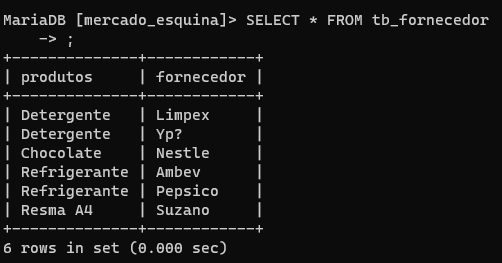 MariaDB [mercado_esquina]> SELECT * FROM tb_fornecedor
    -> ;
+--------------+------------+
| produtos     | fornecedor |
+--------------+------------+
| Detergente   | Limpex     |
| Detergente   | Yp?        |
| Chocolate    | Nestle     |
| Refrigerante | Ambev      |
| Refrigerante | Pepsico    |
| Resma A4     | Suzano     |
+--------------+------------+
6 rows in set (0.000 sec)